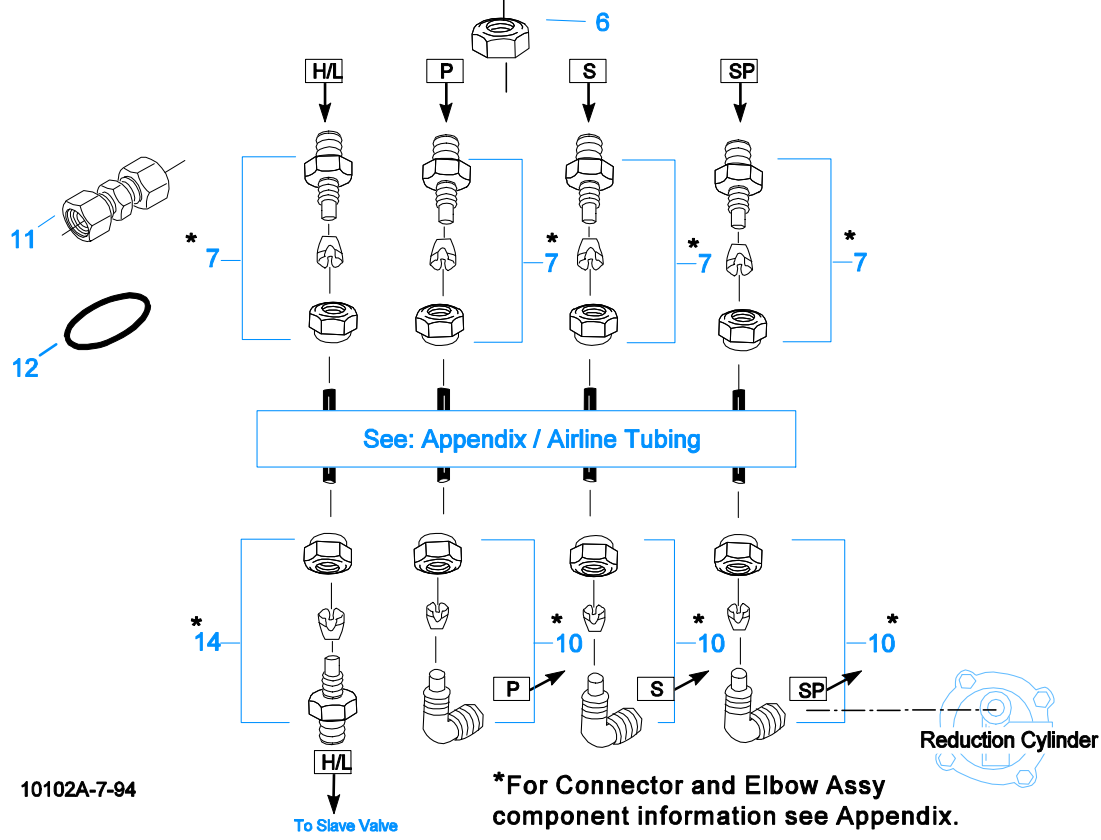 6
H/L
P
S
SP
11
* 7
* 7
* 7
* 7
12
See: Appendix / Airline Tubing
* 14
* 10
* 10
* 10
P
S
SP
Reduction Cylinder
H/L
10102A-7-94
To Slave Valve
*For Connector and Elbow Assy
component information see Appendix.